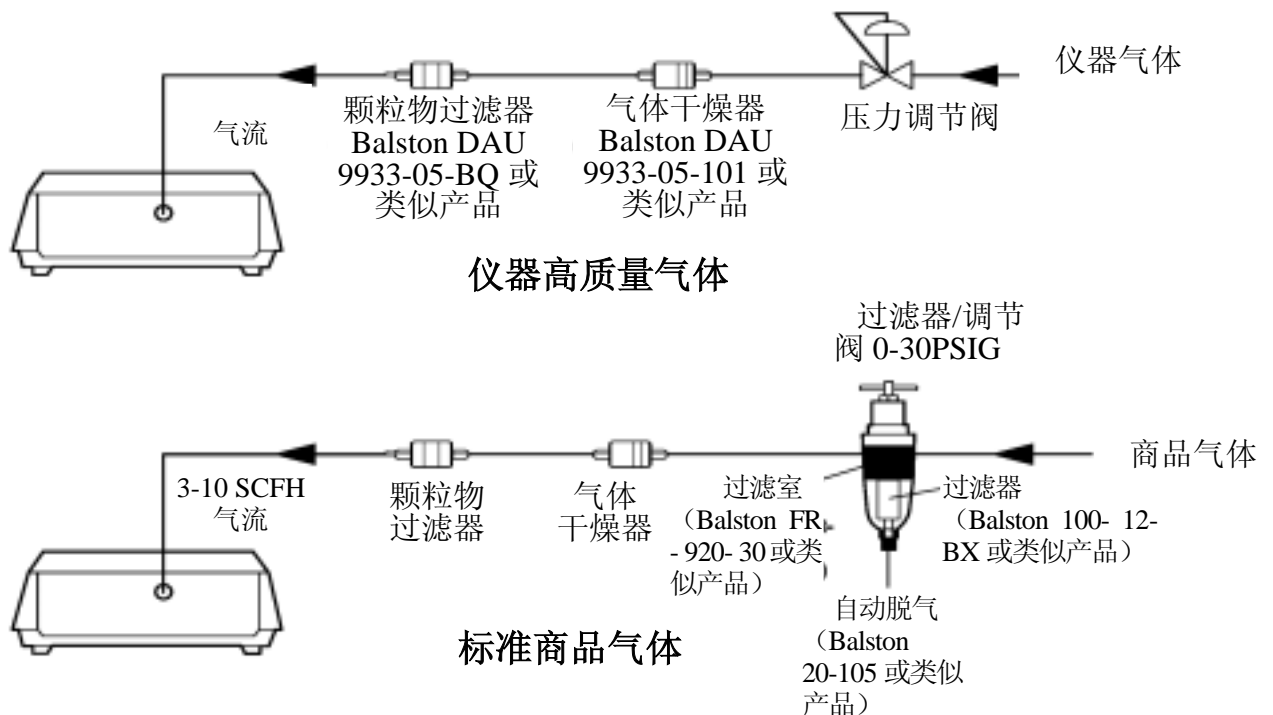 仪器气体
压力调节阀
气体干燥器
Balston DAU
9933-05-101 或
类似产品
颗粒物过滤器
Balston DAU
9933-05-BQ 或
类似产品
气流
仪器高质量气体
过滤器/调节
阀 0-30PSIG
商品气体
过滤器
（Balston 100- 12-
BX 或类似产品）
过滤室
（Balston FR
- 920- 30 或类
似产品）
自动脱气
（Balston
20-105 或类似
产品）
气体
干燥器
颗粒物
过滤器
3-10 SCFH
气流
标准商品气体